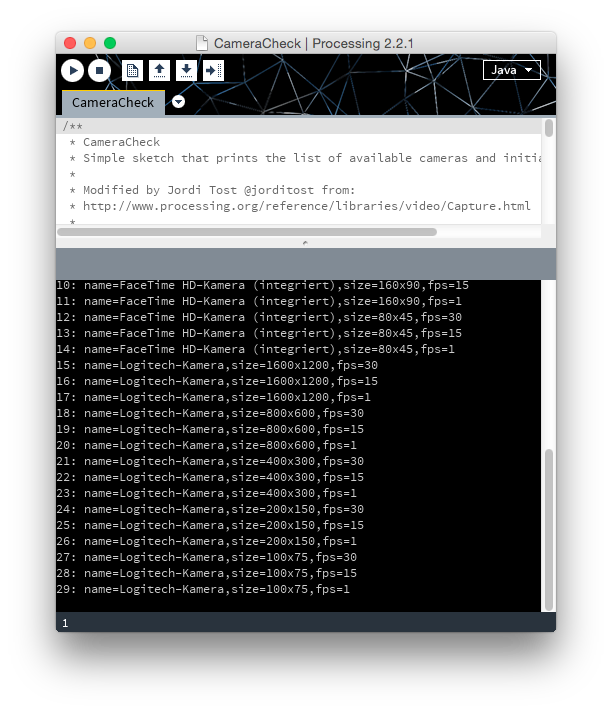 CameraCheck | Processing 2.2.1
Java
CameraCheck
/**
* CameraCheck
* Simple sketch that prints the list of available cameras and initia
*
* Modified by Jordi Tost @jorditost from:
* http://www.processing.org/reference/libraries/video/Capture.html
*
10: name=FaceTime HD-Kamera (integriert),size=160x90,fps=15
11: name=FaceTime HD-Kamera (integriert),size=160x90,fps=1
12: name=FaceTime HD-Kamera (integriert),size=80x45,fps=30
13: name=FaceTime HD-Kamera (integriert),size=80x45,fps=15
14: name=FaceTime HD-Kamera (integriert),size=80x45,fps=1
15: name=Logitech-Kamera,size=1600x1200,fps=30
16: name=Logitech-Kamera,size=1600x1200,fps=15
17: name=Logitech-Kamera,size=1600x1200,fps=1
18: name=Logitech-Kamera,size=800x600,fps=30
19: name=Logitech-Kamera,size=800x600,fps=15
20: name=Logitech-Kamera,size=800x600,fps=1
21: name=Logitech-Kamera,size=400x300,fps=30
22: name=Logitech-Kamera,size=400x300,fps=15
23: name=Logitech-Kamera,size=400x300,fps=1
24: name=Logitech-Kamera,size=200x150,fps=30
25: name=Logitech-Kamera,size=200x150,fps=15
26: name=Logitech-Kamera,size=200x150,fps=1
27: name=Logitech-Kamera,size=100x75,fps=30
28: name=Logitech-Kamera,size=100x75,fps=15
29: name=Logitech-Kamera,size=100x75,fps=1
1